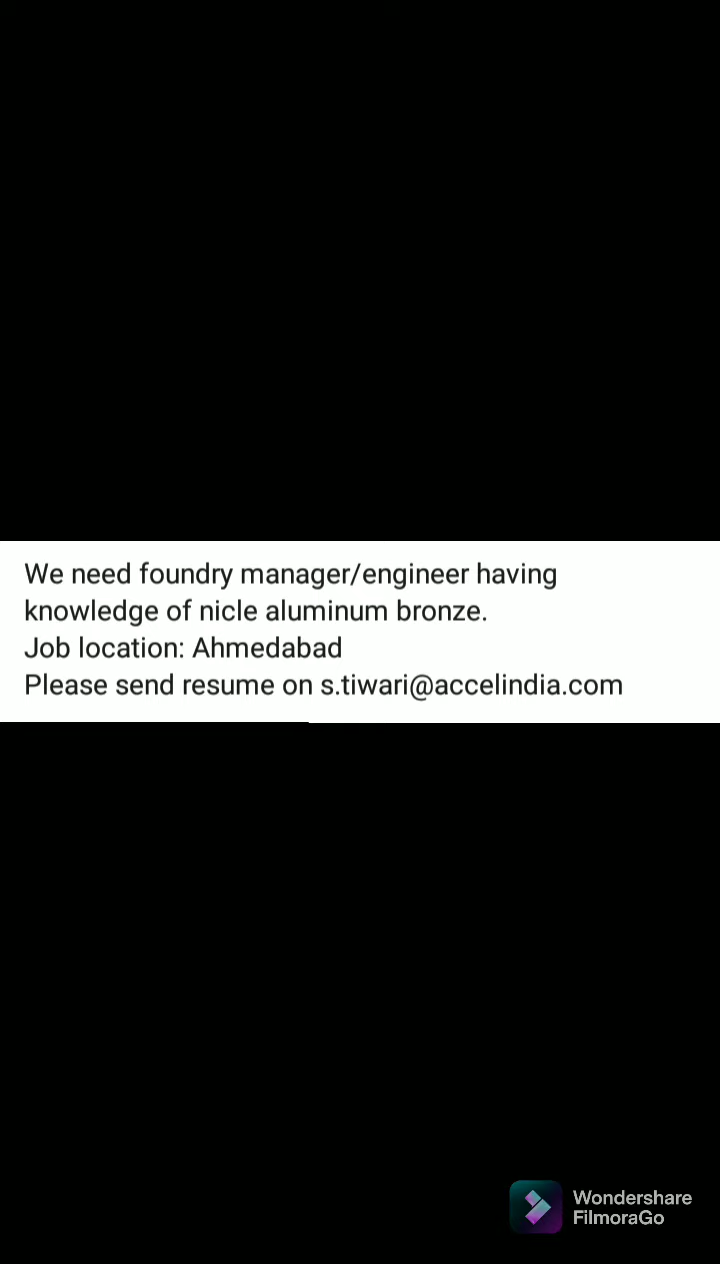 We need foundry manager/engineer having
knowledge of nicle aluminum bronze.
Job location: Ahmedabad
Please send resume on s.tiwari@accelindia.com
Wondershare
FilmoraGo